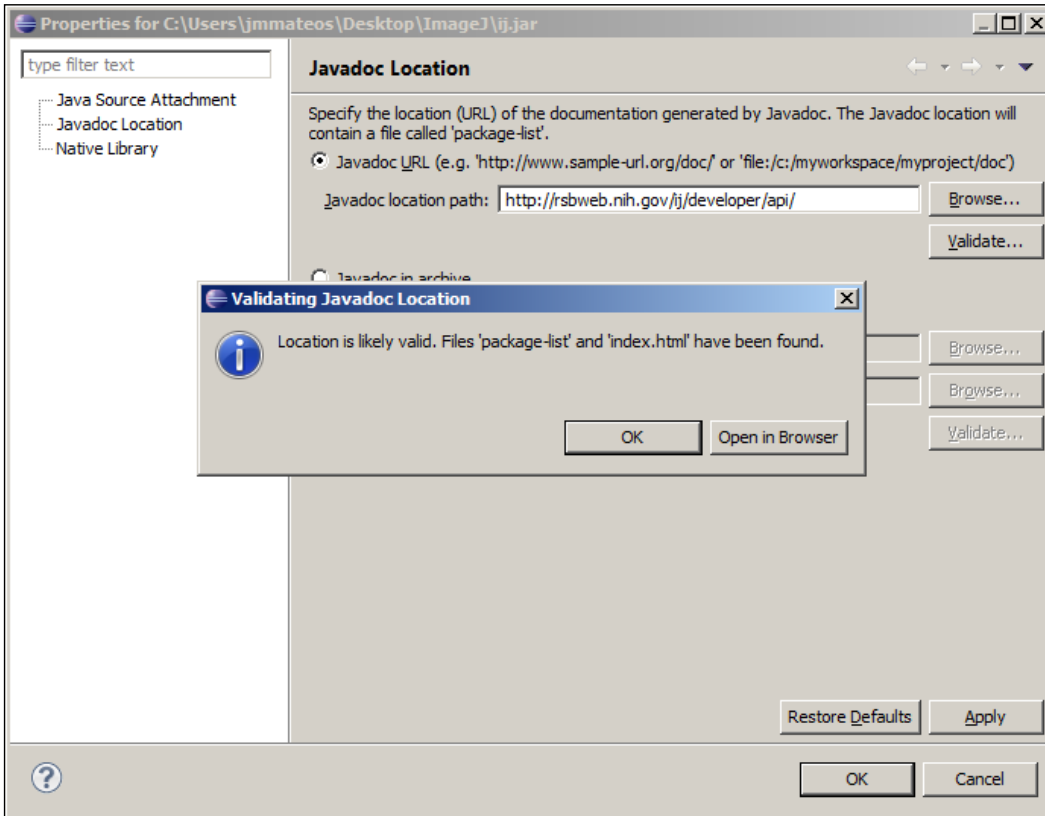 Properties for C:\Users\jmmateos\Desktop\ImageJ\ij.jar
type filter text
Java Source Attachment
Javadoc Location
Native Library
Javadoc Location
Specify the location (URL) of the documentation generated by Javadoc. The Javadoc location will
contain a file called 'package-list'.
Javadoc URL (e.g. 'http://www.sample-url.org/doc/' or 'file:/c:/myworkspace/myproject/doc')
Javadoc location path: http://rsbweb.nih.gov/ij/developer/api/ Browse...
Validate...
Javadoc in archive
Validating Javadoc Location
Location is likely valid. Files 'package-list' and 'index.html' have been found.
OK Open in Browser
Browse...
Browse...
Validate...
Restore Defaults Apply
OK Cancel